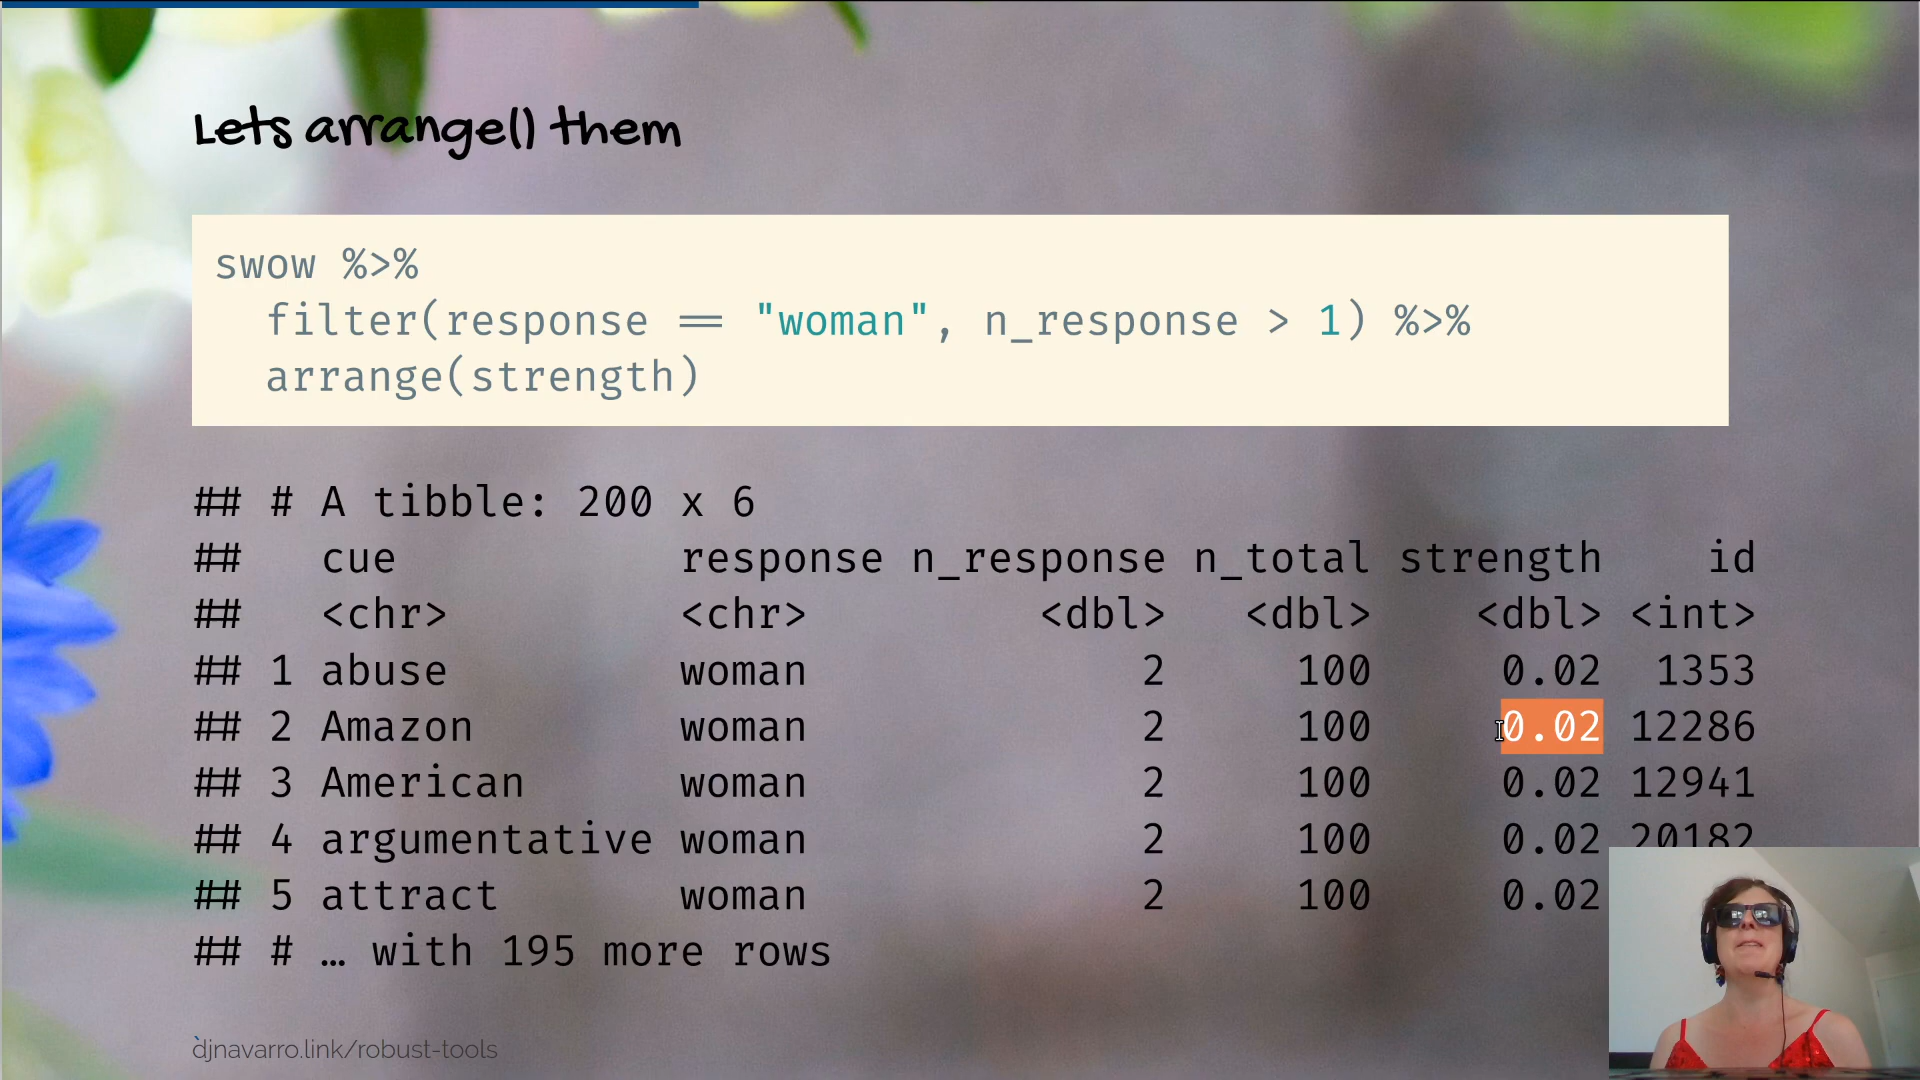 Lets arrange() them
swow %>%
filter(response == "woman", n_response > 1) %>%
arrange(strength)
## # A tibble: 200 x 6
## cue response n_response n_total strength id
## <chr> <chr> <dbl> <dbl> <dbl> <int>
## 1 abuse woman 2 100 0.02 1353
## 2 Amazon woman 2 100 0.02 12286
## 3 American woman 2 100 0.02 12941
## 4 argumentative woman 2 100 0.02 20182
## 5 attract woman 2 100 0.02
## # … with 195 more rows
djnavarro.link/robust-tools